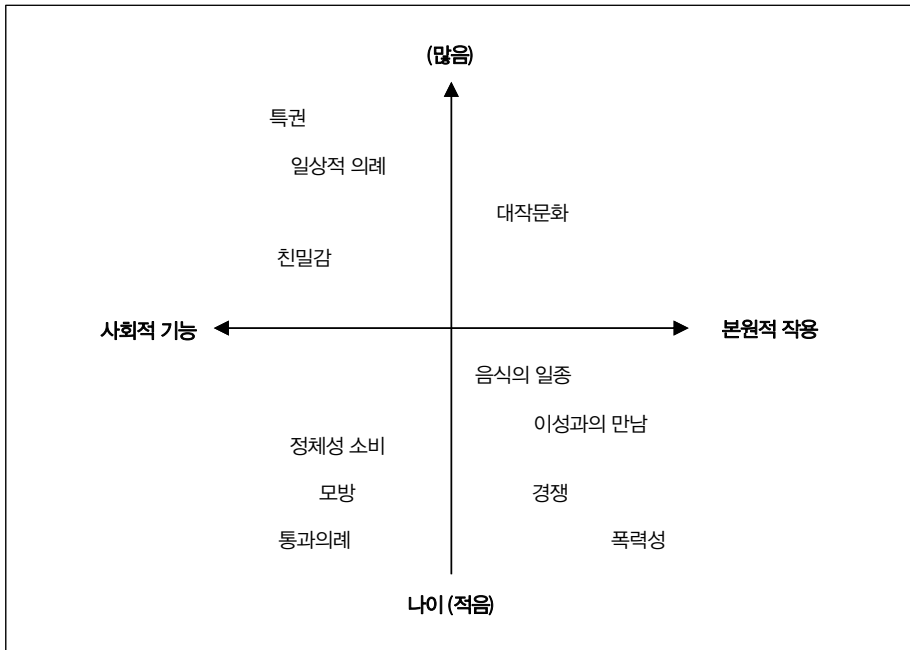 (많음)
특권
일상적 의례
대작문화
친밀감
사회적 기능
본원적 작용
음식의 일종
이성과의 만남
정체성 소비
모방
경쟁
통과의례
폭력성
나이 (적음)